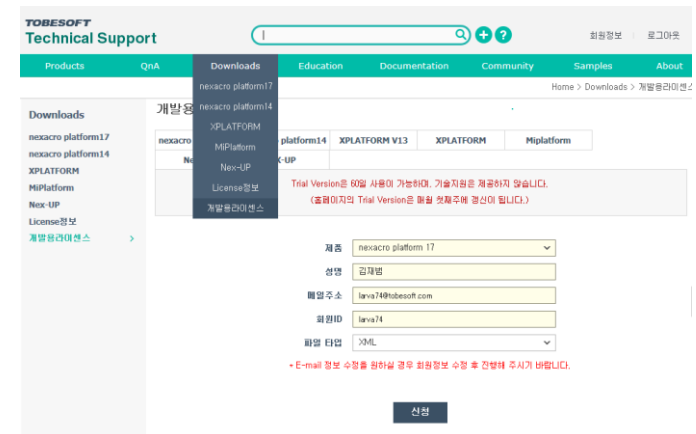 TOBESOFT
Technical Support
회원정보 로그아웃
Products QnA Downloads Education Documentation Community Samples About
nexacro platform17
nexacro platform14
XPLATFORM
MiPlatform
Nex-UP
License정보
개발용라이센스
Home > Downloads > 개발용라이센스
Downloads
nexacro platform17
nexacro platform14
XPLATFORM
MiPlatform
Nex-UP
License정보
개발용라이센스 >
개발용
nexacro platform14 XPLATFORM V13 XPLATFORM Miplatform
Ne -UP
Trial Version은 60일 사용이 가능하며, 기술지원은 제공하지 않습니다.
(홈페이지의 Trial Version은 매월 첫째주에 갱신이 됩니다.)
제품 nexacro platform 17
성명 김재범
메일주소 larva74@tobesoft.com
회원ID larva74
파일 타입 XML
* E-mail 정보 수정을 원하실 경우 회원정보 수정 후 진행해 주시기 바랍니다.
신청